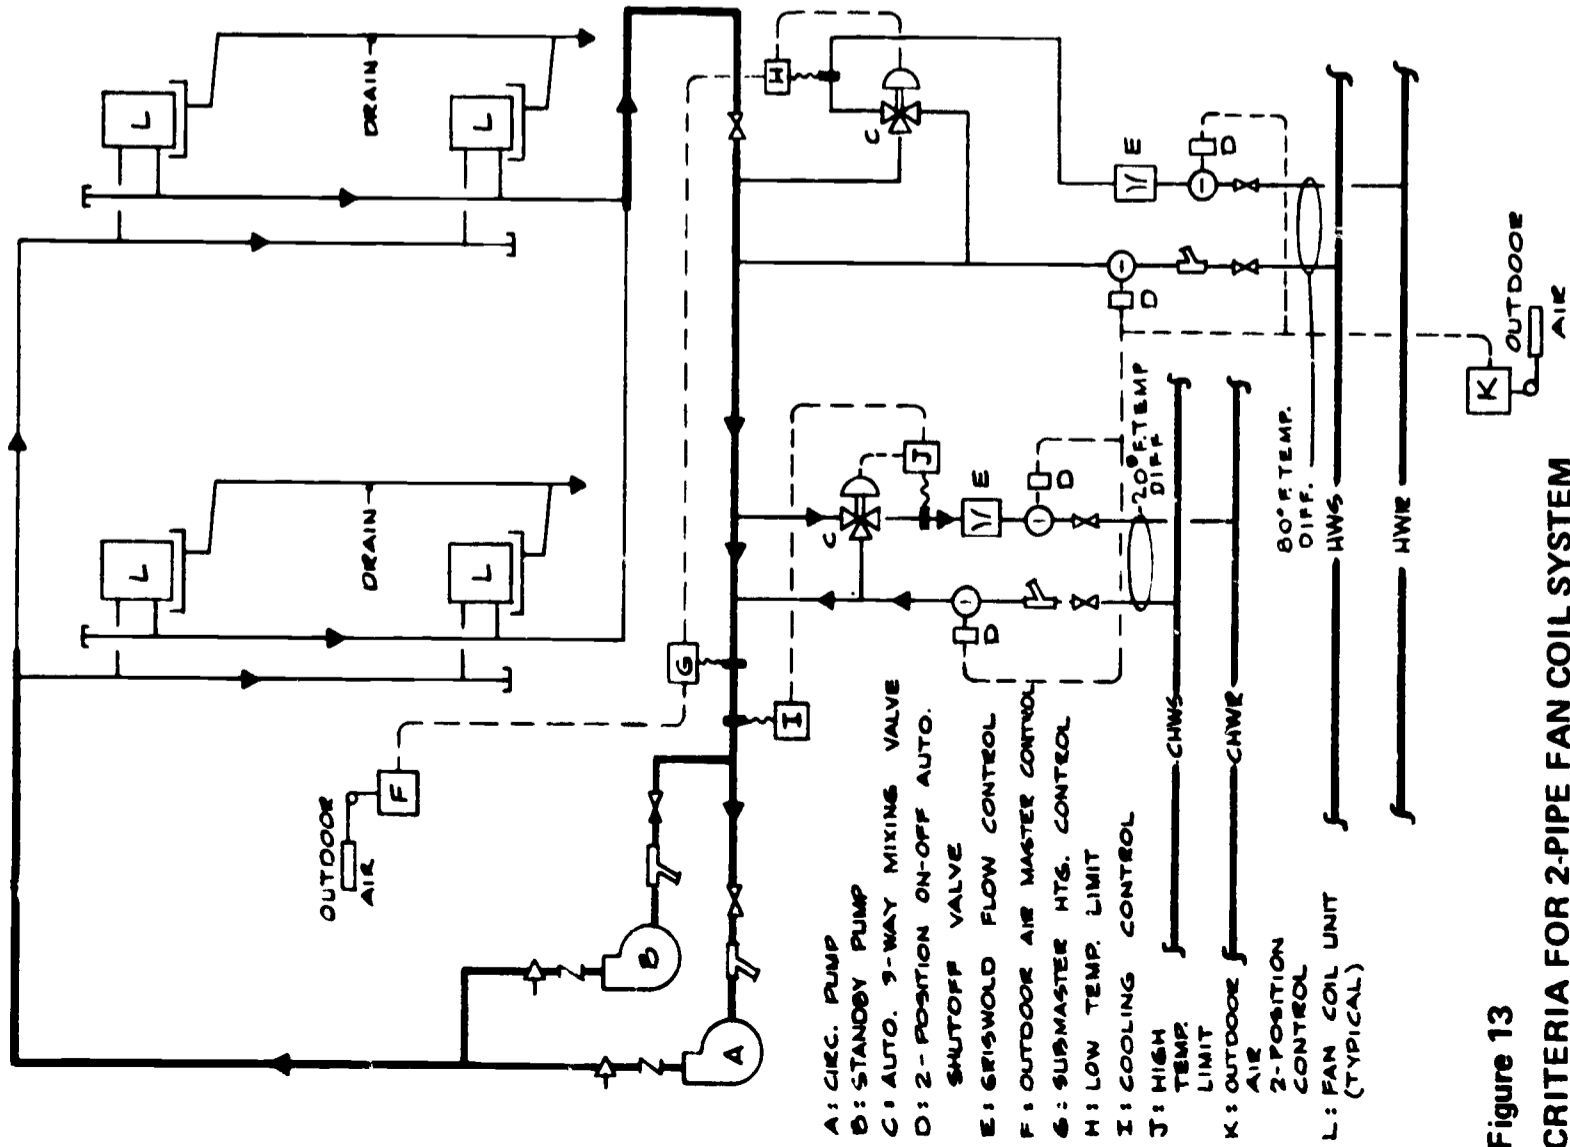 L
L
L
L
DRAIN
DRAIN
H
C
E
D
D
OUTDOOR
AIR
K
80°F. TEMP.
DIFF.
HWS
HWR
G
I
J
C
E
D
D
20°F. TEMP
DIFF
CHWS
CHWR
OUTDOOR
AIR
F
B
A
A: CIRC. PUMP
B: STANDBY PUMP
C: AUTO. 3-WAY MIXING VALVE
D: 2-POSITION ON-OFF AUTO.
SHUTOFF VALVE
E: GRISWOLD FLOW CONTROL
F: OUTDOOR AIR MASTER CONTROL
G: SUBMASTER HTG. CONTROL
H: LOW TEMP. LIMIT
I: COOLING CONTROL
J: HIGH
TEMP.
LIMIT
K: OUTDOOR
AIR
2-POSITION
CONTROL
L: FAN COIL UNIT
(TYPICAL)
Figure 13
CRITERIA FOR 2-PIPE FAN COIL SYSTEM